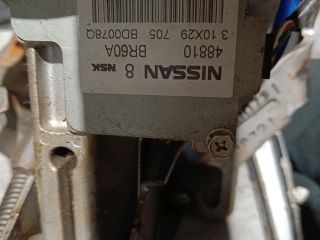 NISSAN 8 NSK
48810 BR60A
3 10X29 705 BD0078Q